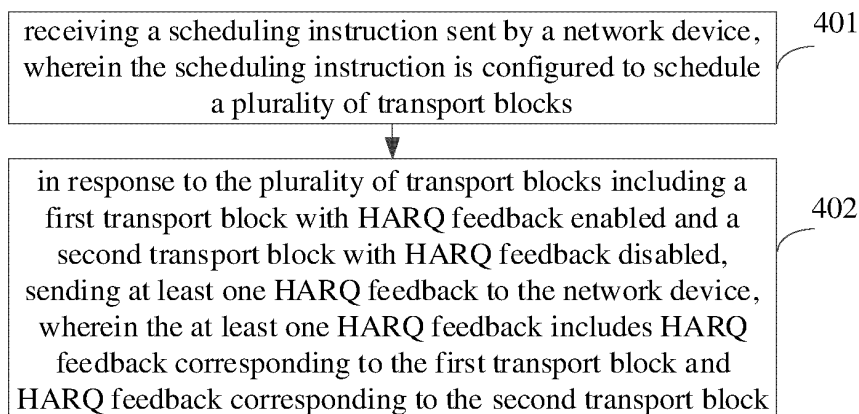 receiving a scheduling instruction sent by a network device,
wherein the scheduling instruction is configured to schedule
a plurality of transport blocks
401
in response to the plurality of transport blocks including a
first transport block with HARQ feedback enabled and a
second transport block with HARQ feedback disabled,
sending at least one HARQ feedback to the network device,
wherein the at least one HARQ feedback includes HARQ
feedback corresponding to the first transport block and
HARQ feedback corresponding to the second transport block
402